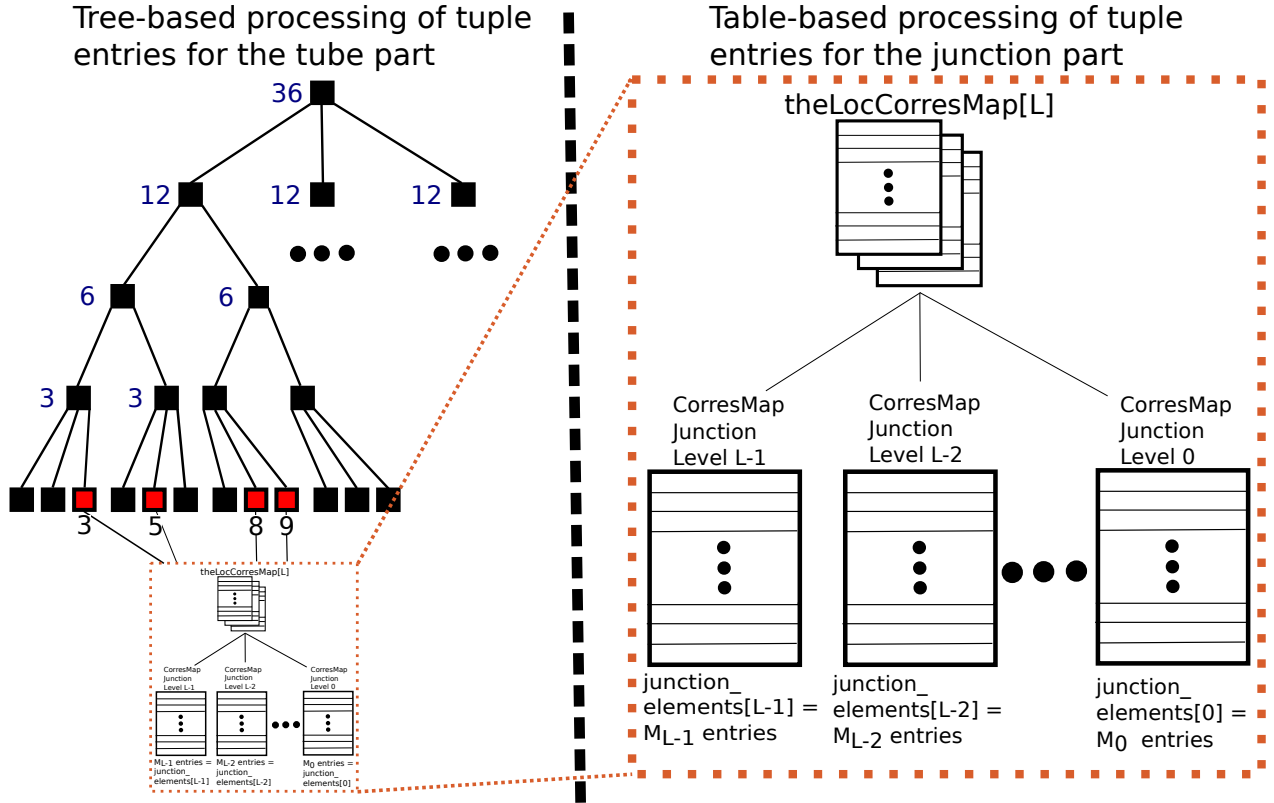 Tree-based processing of tuple
entries for the tube part
36
12
12
12
6
6
3
3
3
5
8
9
theLocCorresMap[L]
CorresMap
Junction
Level L-1
CorresMap
Junction
Level L-2
CorresMap
Junction
Level 0
ML-1 entries =
junction_
elements[L-1]
ML-2 entries =
junction_
elements[L-2]
M0 entries =
junction_
elements[0]
Table-based processing of tuple
entries for the junction part
theLocCorresMap[L]
CorresMap
Junction
Level L-1
CorresMap
Junction
Level L-2
CorresMap
Junction
Level 0
junction_
elements[L-1] =
ML-1 entries
junction_
elements[L-2] =
ML-2 entries
junction_
elements[0] =
M0 entries